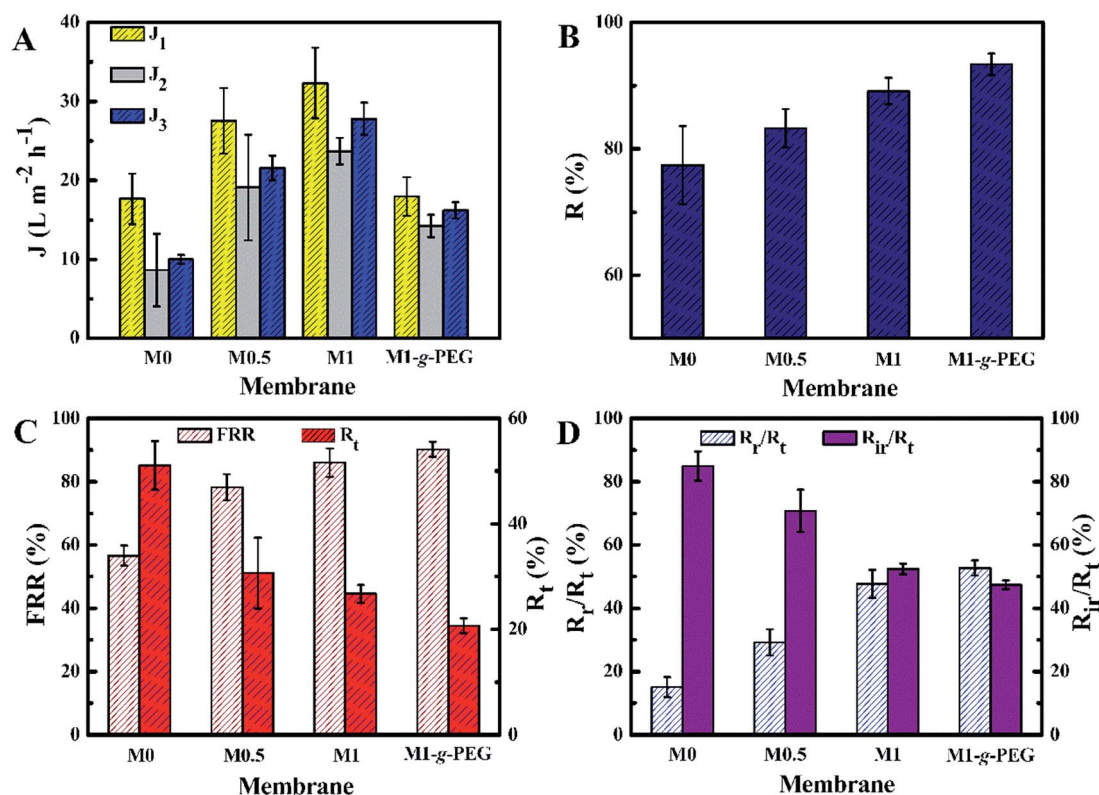 A
J1
J2
J3
J (L m-2 h-1)
40
30
20
10
0
M0 M0.5 M1 M1-g-PEG
Membrane
B
R (%)
100
80
60
M0 M0.5 M1 M1-g-PEG
Membrane
C
FRR Rt
FRR (%)
100
80
60
40
20
0
Rt (%)
60
40
20
0
M0 M0.5 M1 M1-g-PEG
Membrane
D
Rr/Rt Rir/Rt
Rr/Rt (%)
100
80
60
40
20
0
Rir/Rt (%)
100
80
60
40
20
0
M0 M0.5 M1 M1-g-PEG
Membrane